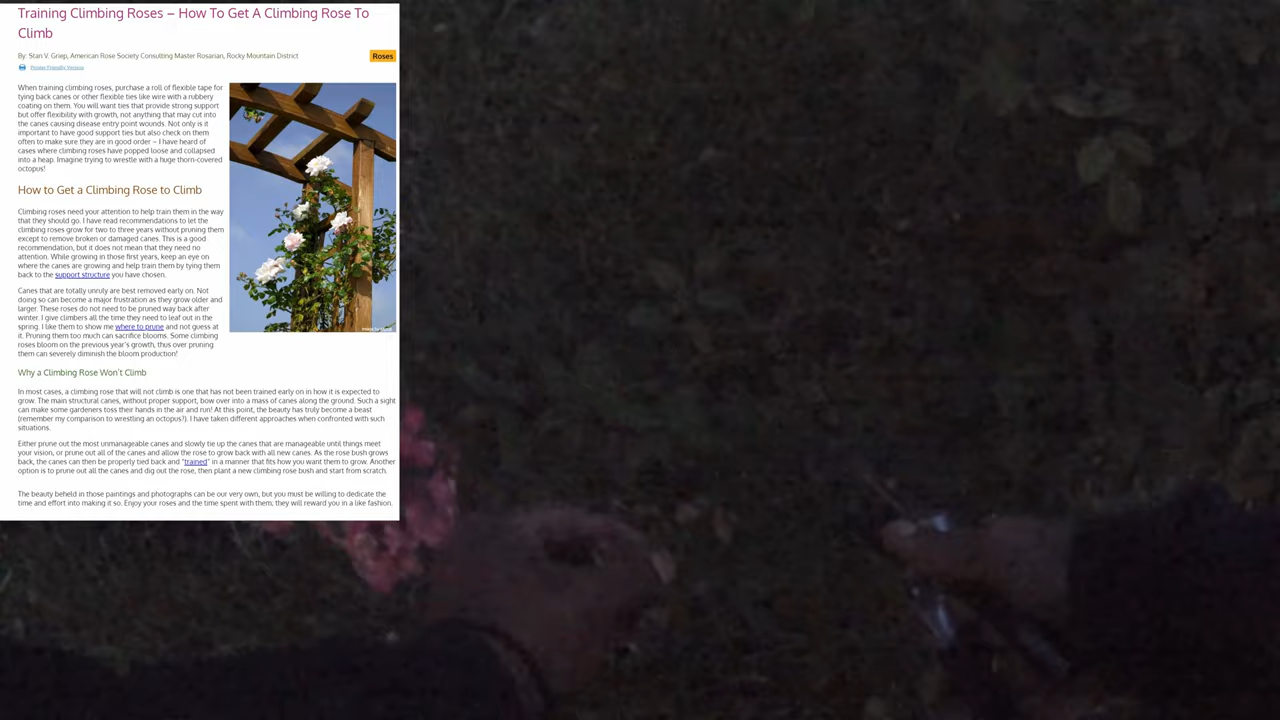 Training Climbing Roses – How To Get A Climbing Rose To
Climb
By: Stan V. Griep, American Rose Society Consulting Master Rosarian, Rocky Mountain District
Roses
Printer Friendly Version
When training climbing roses, purchase a roll of flexible tape for
tying back canes or other flexible ties like wire with a rubbery
coating on them. You will want ties that provide strong support
but offer flexibility with growth, not anything that may cut into
the canes causing disease entry point wounds. Not only is it
important to have good support ties but also check on them
often to make sure they are in good order – I have heard of
cases where climbing roses have popped loose and collapsed
into a heap. Imagine trying to wrestle with a huge thorn-covered
octopus!
How to Get a Climbing Rose to Climb
Climbing roses need your attention to help train them in the way
that they should go. I have read recommendations to let the
climbing roses grow for two to three years without pruning them
except to remove broken or damaged canes. This is a good
recommendation, but it does not mean that they need no
attention. While growing in those first years, keep an eye on
where the canes are growing and help train them by tying them
back to the support structure you have chosen.
Canes that are totally unruly are best removed early on. Not
doing so can become a major frustration as they grow older and
larger. These roses do not need to be pruned way back after
winter. I give climbers all the time they need to leaf out in the
spring. I like them to show me where to prune and not guess at
it. Pruning them too much can sacrifice blooms. Some climbing
roses bloom on the previous year's growth, thus over pruning
them can severely diminish the bloom production!
Why a Climbing Rose Won't Climb
In most cases, a climbing rose that will not climb is one that has not been trained early on in how it is expected to
grow. The main structural canes, without proper support, bow over into a mass of canes along the ground. Such a sight
can make some gardeners toss their hands in the air and run! At this point, the beauty has truly become a beast
(remember my comparison to wrestling an octopus?). I have taken different approaches when confronted with such
situations.
Either prune out the most unmanageable canes and slowly tie up the canes that are manageable until things meet
your vision, or prune out all of the canes and allow the rose to grow back with all new canes. As the rose bush grows
back, the canes can then be properly tied back and “trained” in a manner that fits how you want them to grow. Another
option is to prune out all the canes and dig out the rose, then plant a new climbing rose bush and start from scratch.
The beauty beheld in those paintings and photographs can be our very own, but you must be willing to dedicate the
time and effort into making it so. Enjoy your roses and the time spent with them; they will reward you in a like fashion.